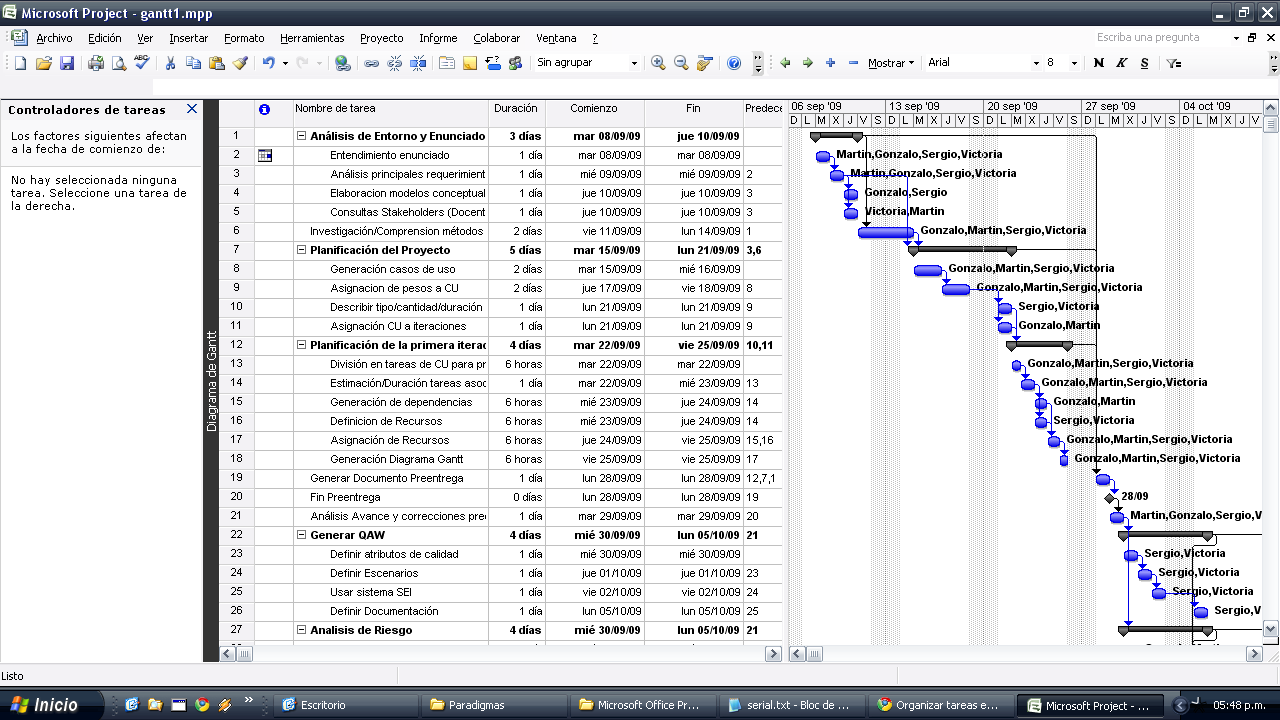 Microsoft Project - gantt1.mpp
Archivo Edición Ver Insertar Formato Herramientas Proyecto Informe Colaborar Ventana ? Escriba una pregunta
Sin agrupar Mostrar Arial 8 N K S
Controladores de tareas
Los factores siguientes afectan
a la fecha de comienzo de:
No hay seleccionada ninguna
tarea. Seleccione una tarea de
la derecha.
Diagrama de Gantt
Nombre de tarea Duración Comienzo Fin Predece
06 sep '09 13 sep '09 20 sep '09 27 sep '09 04 oct '09
D L M M J V S D L M M J V S D L M M J V S D L M M J V S D L M M J V
1 Análisis de Entorno y Enunciado 3 días mar 08/09/09 jue 10/09/09
2 Entendimiento enunciado 1 día mar 08/09/09 mar 08/09/09 Martin,Gonzalo,Sergio,Victoria
3 Análisis principales requerimient 1 día mié 09/09/09 mié 09/09/09 2 Martin,Gonzalo,Sergio,Victoria
4 Elaboracion modelos conceptual 1 día jue 10/09/09 jue 10/09/09 3 Gonzalo,Sergio
5 Consultas Stakeholders (Docent 1 día jue 10/09/09 jue 10/09/09 3 Victoria,Martin
6 Investigación/Comprension métodos 2 días vie 11/09/09 lun 14/09/09 1 Gonzalo,Martin,Sergio,Victoria
7 Planificación del Proyecto 5 días mar 15/09/09 lun 21/09/09 3,6
8 Generación casos de uso 2 días mar 15/09/09 mié 16/09/09 Gonzalo,Martin,Sergio,Victoria
9 Asignacion de pesos a CU 2 días jue 17/09/09 vie 18/09/09 8 Gonzalo,Martin,Sergio,Victoria
10 Describir tipo/cantidad/duración 1 día lun 21/09/09 lun 21/09/09 9 Sergio,Victoria
11 Asignación CU a iteraciones 1 día lun 21/09/09 lun 21/09/09 9 Gonzalo,Martin
12 Planificación de la primera iterac 4 días mar 22/09/09 vie 25/09/09 10,11
13 División en tareas de CU para pr 6 horas mar 22/09/09 mar 22/09/09 Gonzalo,Martin,Sergio,Victoria
14 Estimación/Duración tareas asoc 1 día mar 22/09/09 mié 23/09/09 13 Gonzalo,Martin,Sergio,Victoria
15 Generación de dependencias 6 horas mié 23/09/09 jue 24/09/09 14 Gonzalo,Martin
16 Definicion de Recursos 6 horas mié 23/09/09 jue 24/09/09 14 Sergio,Victoria
17 Asignación de Recursos 6 horas jue 24/09/09 vie 25/09/09 15,16 Gonzalo,Martin,Sergio,Victoria
18 Generación Diagrama Gantt 6 horas vie 25/09/09 vie 25/09/09 17 Gonzalo,Martin,Sergio,Victoria
19 Generar Documento Preentrega 1 día lun 28/09/09 lun 28/09/09 12,7,1
20 Fin Preentrega 0 días lun 28/09/09 lun 28/09/09 19 28/09
21 Análisis Avance y correcciones pre 1 día mar 29/09/09 mar 29/09/09 20 Martin,Gonzalo,Sergio,V
22 Generar QAW 4 días mié 30/09/09 lun 05/10/09 21
23 Definir atributos de calidad 1 día mié 30/09/09 mié 30/09/09 Sergio,Victoria
24 Definir Escenarios 1 día jue 01/10/09 jue 01/10/09 23 Sergio,Victoria
25 Usar sistema SEI 1 día vie 02/10/09 vie 02/10/09 24 Sergio,Victoria
26 Definir Documentación 1 día lun 05/10/09 lun 05/10/09 25 Sergio,V
27 Analisis de Riesgo 4 días mié 30/09/09 lun 05/10/09 21
Listo
Inicio Escritorio Paradigmas Microsoft Office Pr... serial.txt - Bloc de ... Organizar tareas e... Microsoft Project - ... 05:48 p.m.